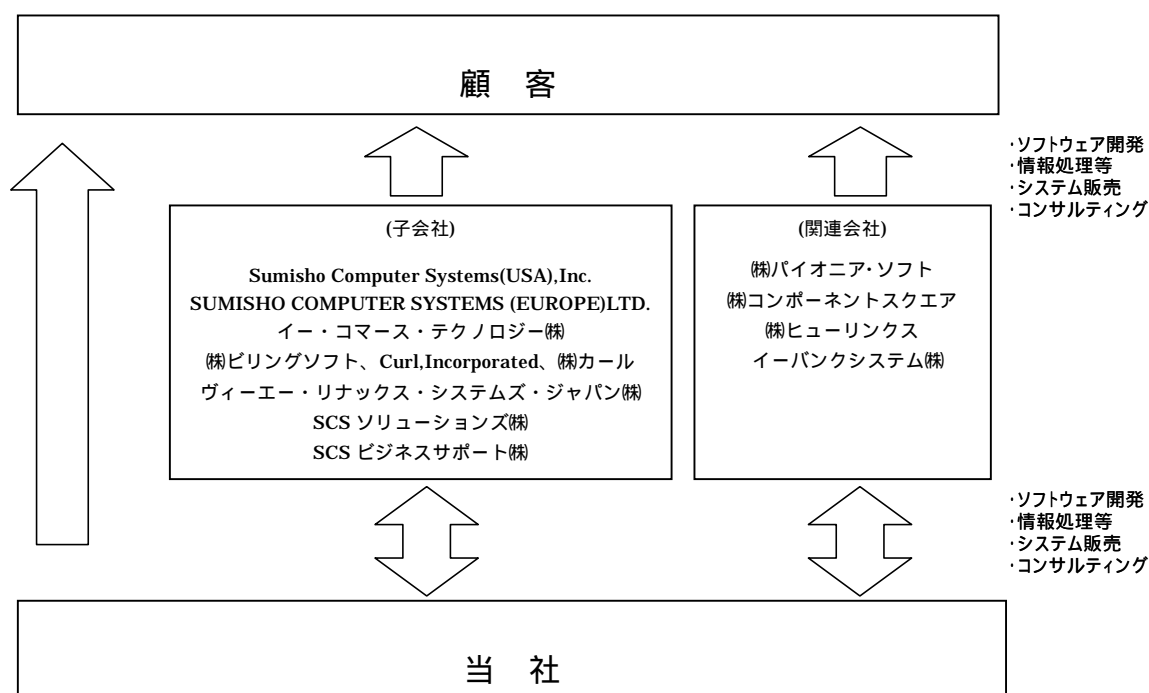 顧 客
・ソフトウェア開発
・情報処理等
・システム販売
・コンサルティング
(子会社)
Sumisho Computer Systems(USA),Inc.
SUMISHO COMPUTER SYSTEMS (EUROPE)LTD.
イー・コマース・テクノロジー㈱
㈱ビリングソフト、Curl,Incorporated、㈱カール
ヴィーエー・リナックス・システムズ・ジャパン㈱
SCS ソリューションズ㈱
SCS ビジネスサポート㈱
(関連会社)
㈱パイオニア・ソフト
㈱コンポーネントスクエア
㈱ヒューリンクス
イーバンクシステム㈱
・ソフトウェア開発
・情報処理等
・システム販売
・コンサルティング
当 社